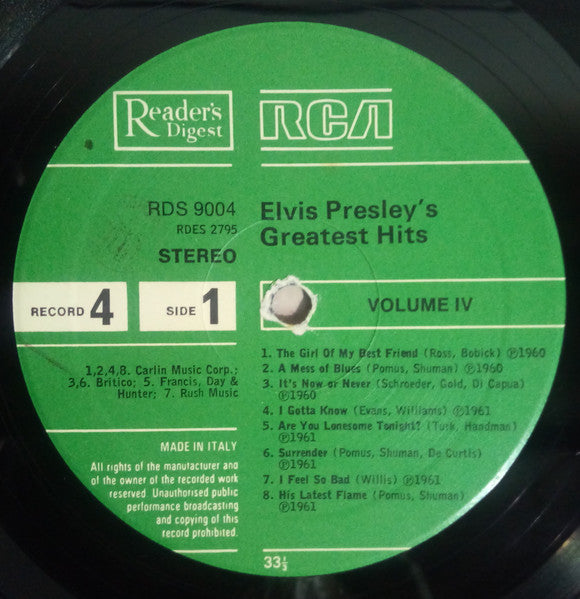 Reader's
Digest
RCA
RDS 9004
RDES 2795
STEREO
Elvis Presley's
Greatest Hits
RECORD 4
SIDE 1
VOLUME IV
1,2,4,8. Carlin Music Corp.;
3,6. Britico; 5. Francis, Day &
Hunter; 7. Rush Music
1. The Girl Of My Best Friend (Ross, Bobick) ℗1960
2. A Mess of Blues (Pomus, Shuman) ℗1960
3. It's Now or Never (Schroeder, Gold, Di Capua)
℗1960
4. I Gotta Know (Evans, Williams) ℗1961
5. Are You Lonesome Tonight? (Turk, Handman)
℗1961
6. Surrender (Pomus, Shuman, De Curtis)
℗1961
7. I Feel So Bad (Willis) ℗1961
8. His Latest Flame (Pomus, Shuman)
℗1961
MADE IN ITALY
All rights of the manufacturer and
of the owner of the recorded work
reserved. Unauthorised public
performance broadcasting
and copying of this
record prohibited.
33⅓